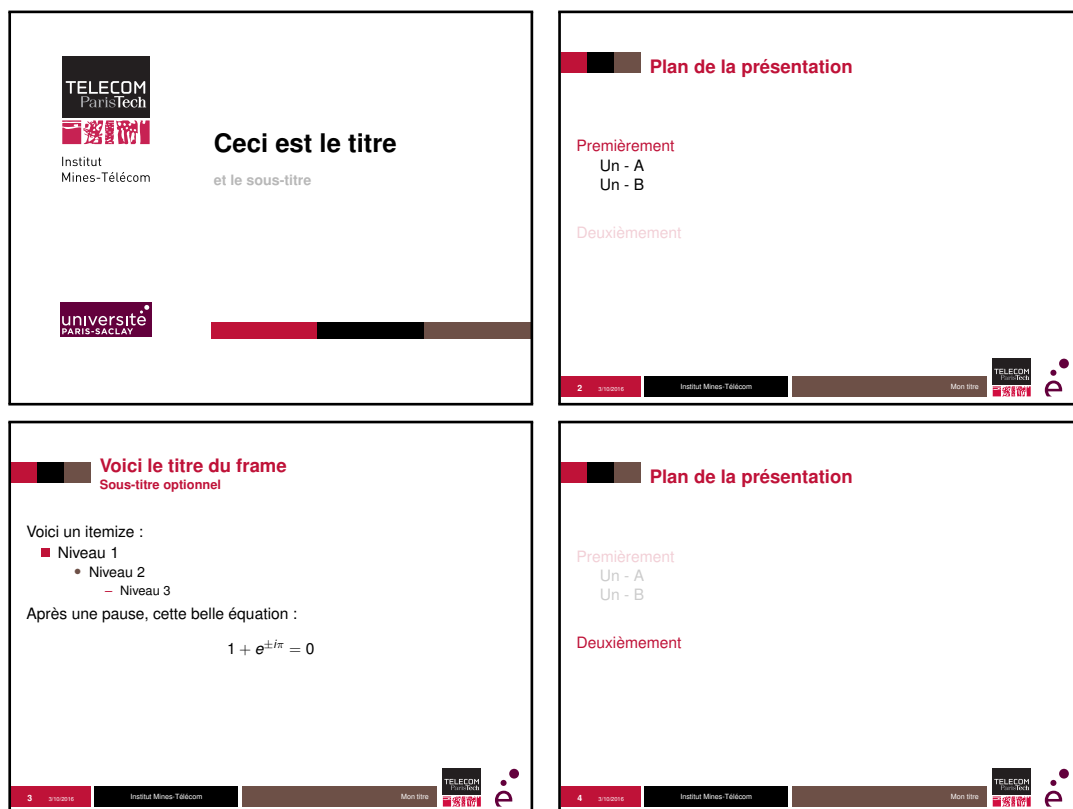 TELECOM
ParisTech
Institut
Mines-Télécom
Ceci est le titre
et le sous-titre
université
PARIS-SACLAY
Plan de la présentation
Premièrement
Un - A
Un - B
Deuxièmement
2 3/10/2016 Institut Mines-Télécom Mon titre
TELECOM
ParisTech
é
Voici le titre du frame
Sous-titre optionnel
Voici un itemize :
Niveau 1
• Niveau 2
– Niveau 3
Après une pause, cette belle équation :
1 + e^{±iπ} = 0
3 3/10/2016 Institut Mines-Télécom Mon titre
TELECOM
ParisTech
é
Plan de la présentation
Premièrement
Un - A
Un - B
Deuxièmement
4 3/10/2016 Institut Mines-Télécom Mon titre
TELECOM
ParisTech
é